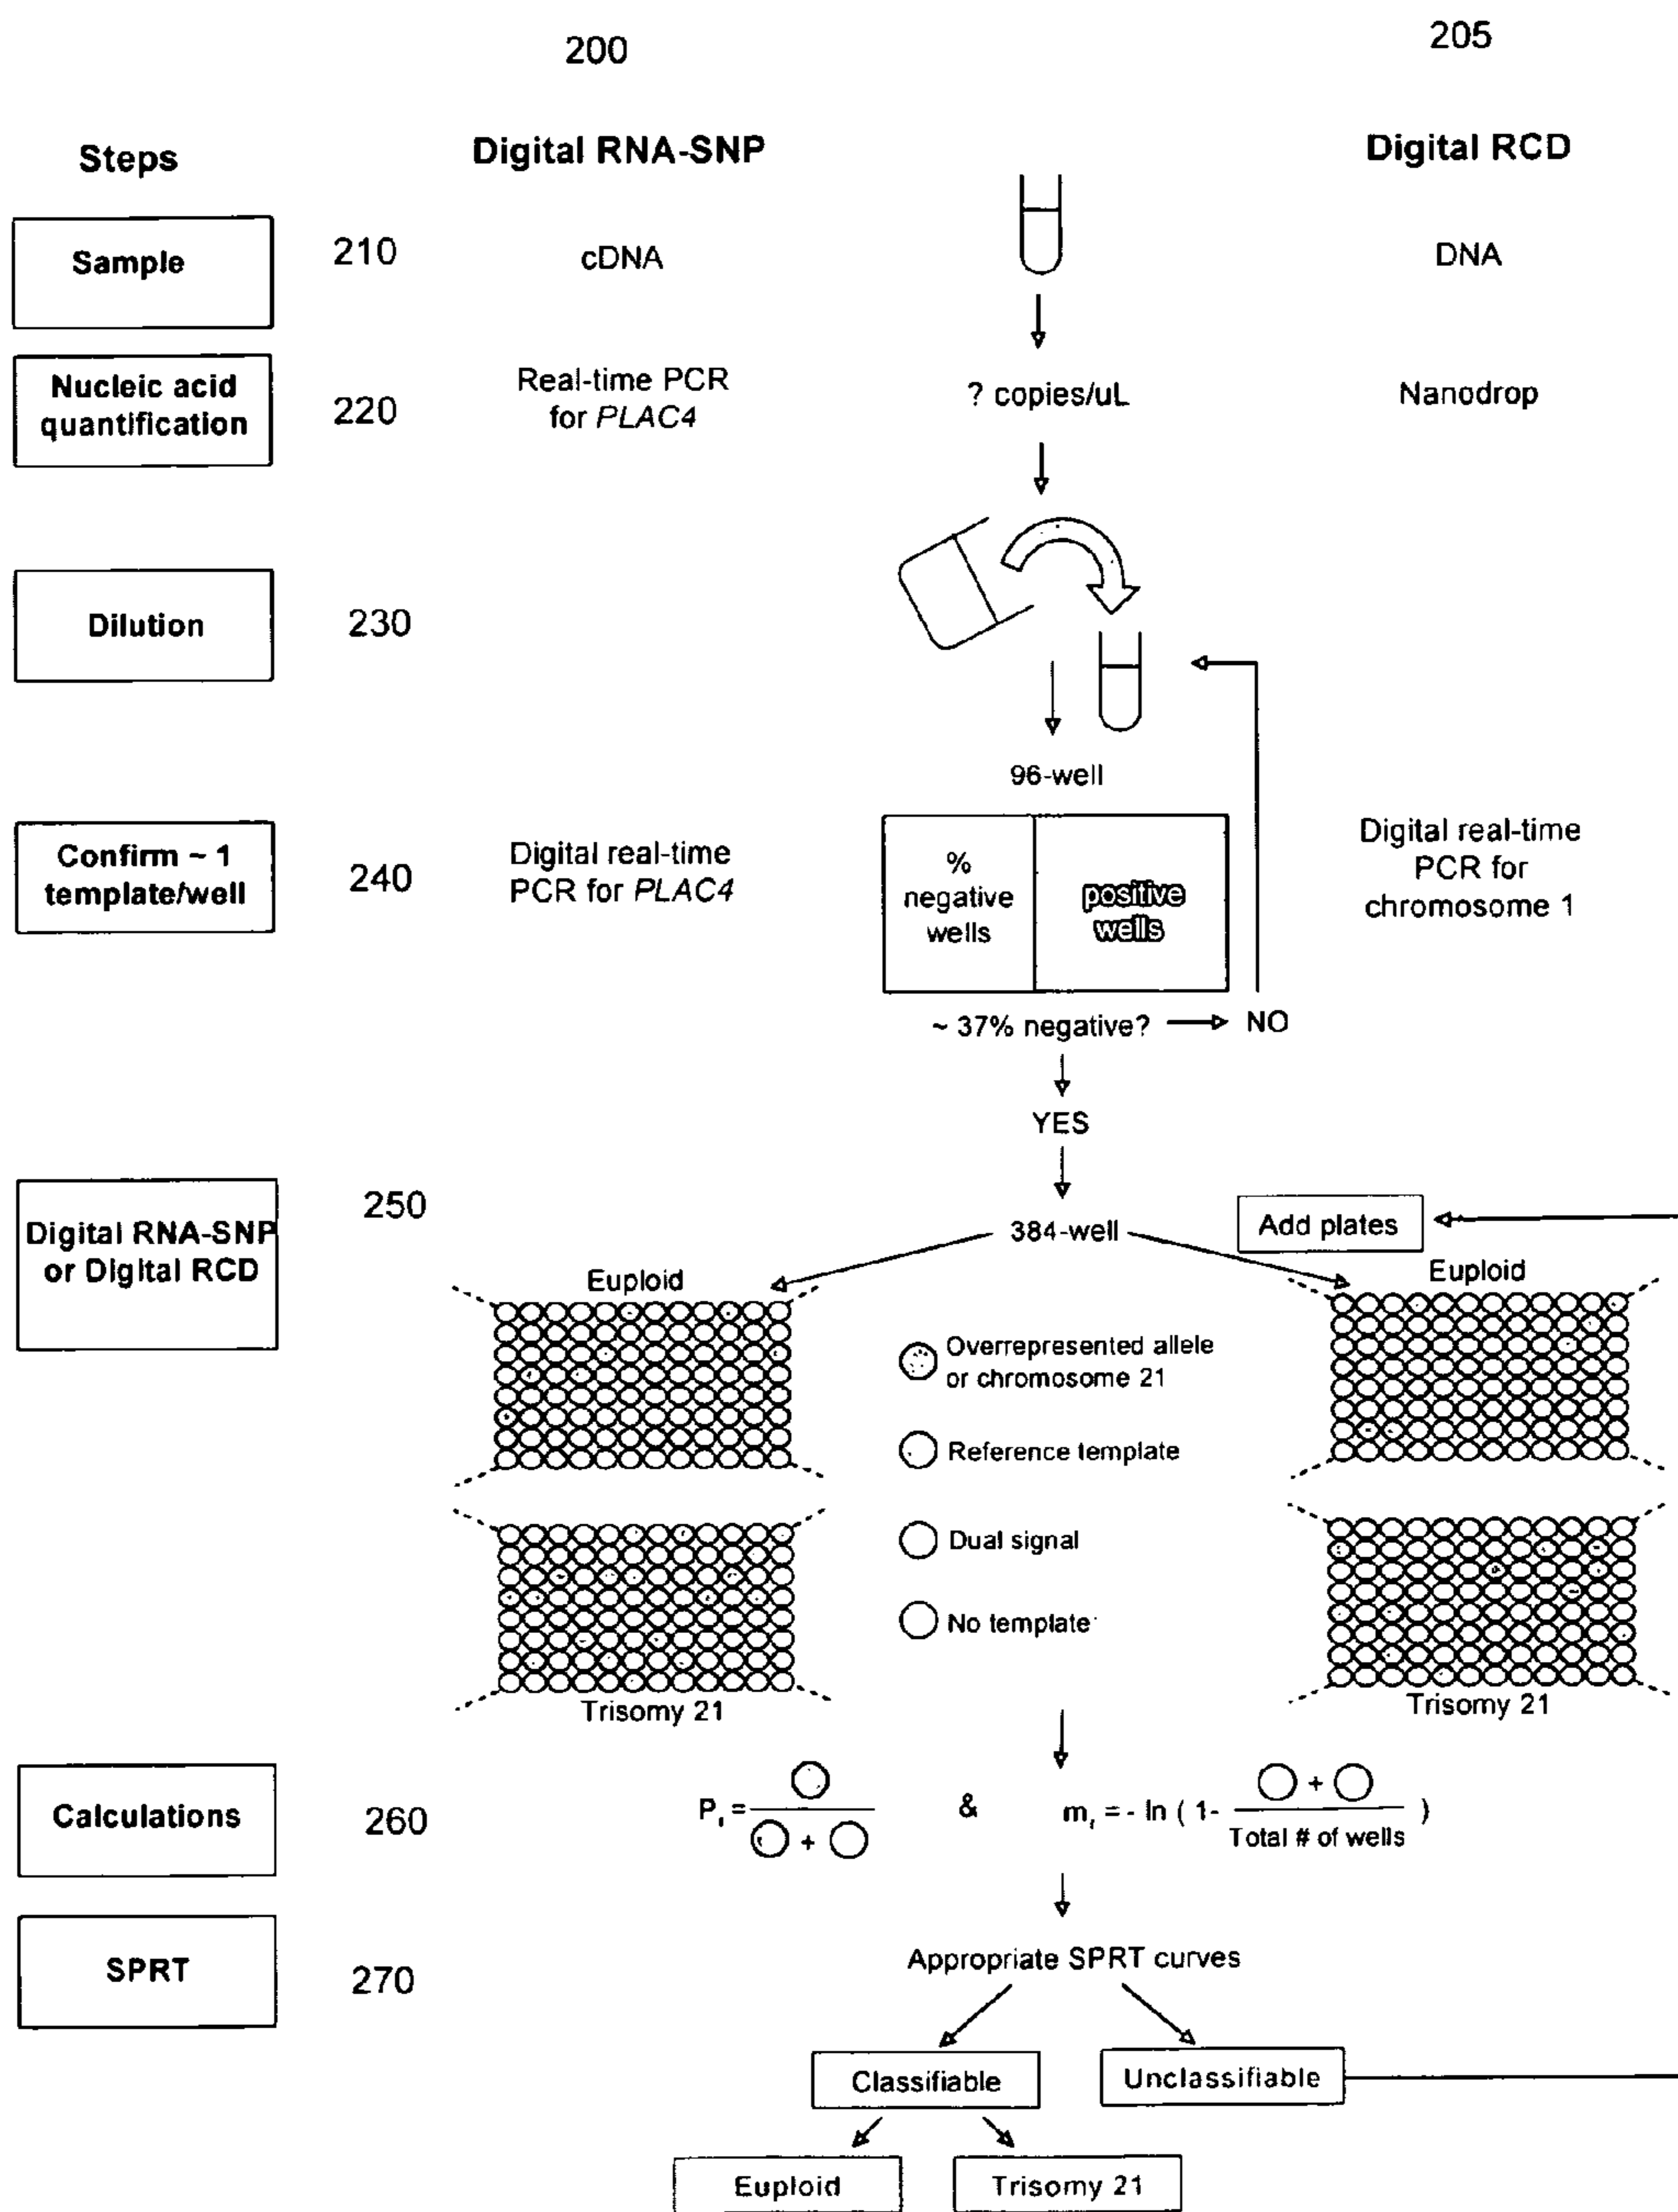 200
205
Steps
Digital RNA-SNP
Digital RCD
Sample
210
cDNA
DNA
Nucleic acid
quantification
220
Real-time PCR
for PLAC4
? copies/uL
Nanodrop
Dilution
230
96-well
Confirm ~ 1
template/well
240
Digital real-time
PCR for PLAC4
%
negative
wells
positive
wells
Digital real-time
PCR for
chromosome 1
~ 37% negative?
NO
YES
Digital RNA-SNP
or Digital RCD
250
384-well
Add plates
Euploid
Euploid
Overrepresented allele
or chromosome 21
Reference template
Dual signal
No template
Trisomy 21
Trisomy 21
Calculations
260
Pr =
+
&
mr = - ln ( 1-
+
Total # of wells
)
SPRT
270
Appropriate SPRT curves
Classifiable
Unclassifiable
Euploid
Trisomy 21